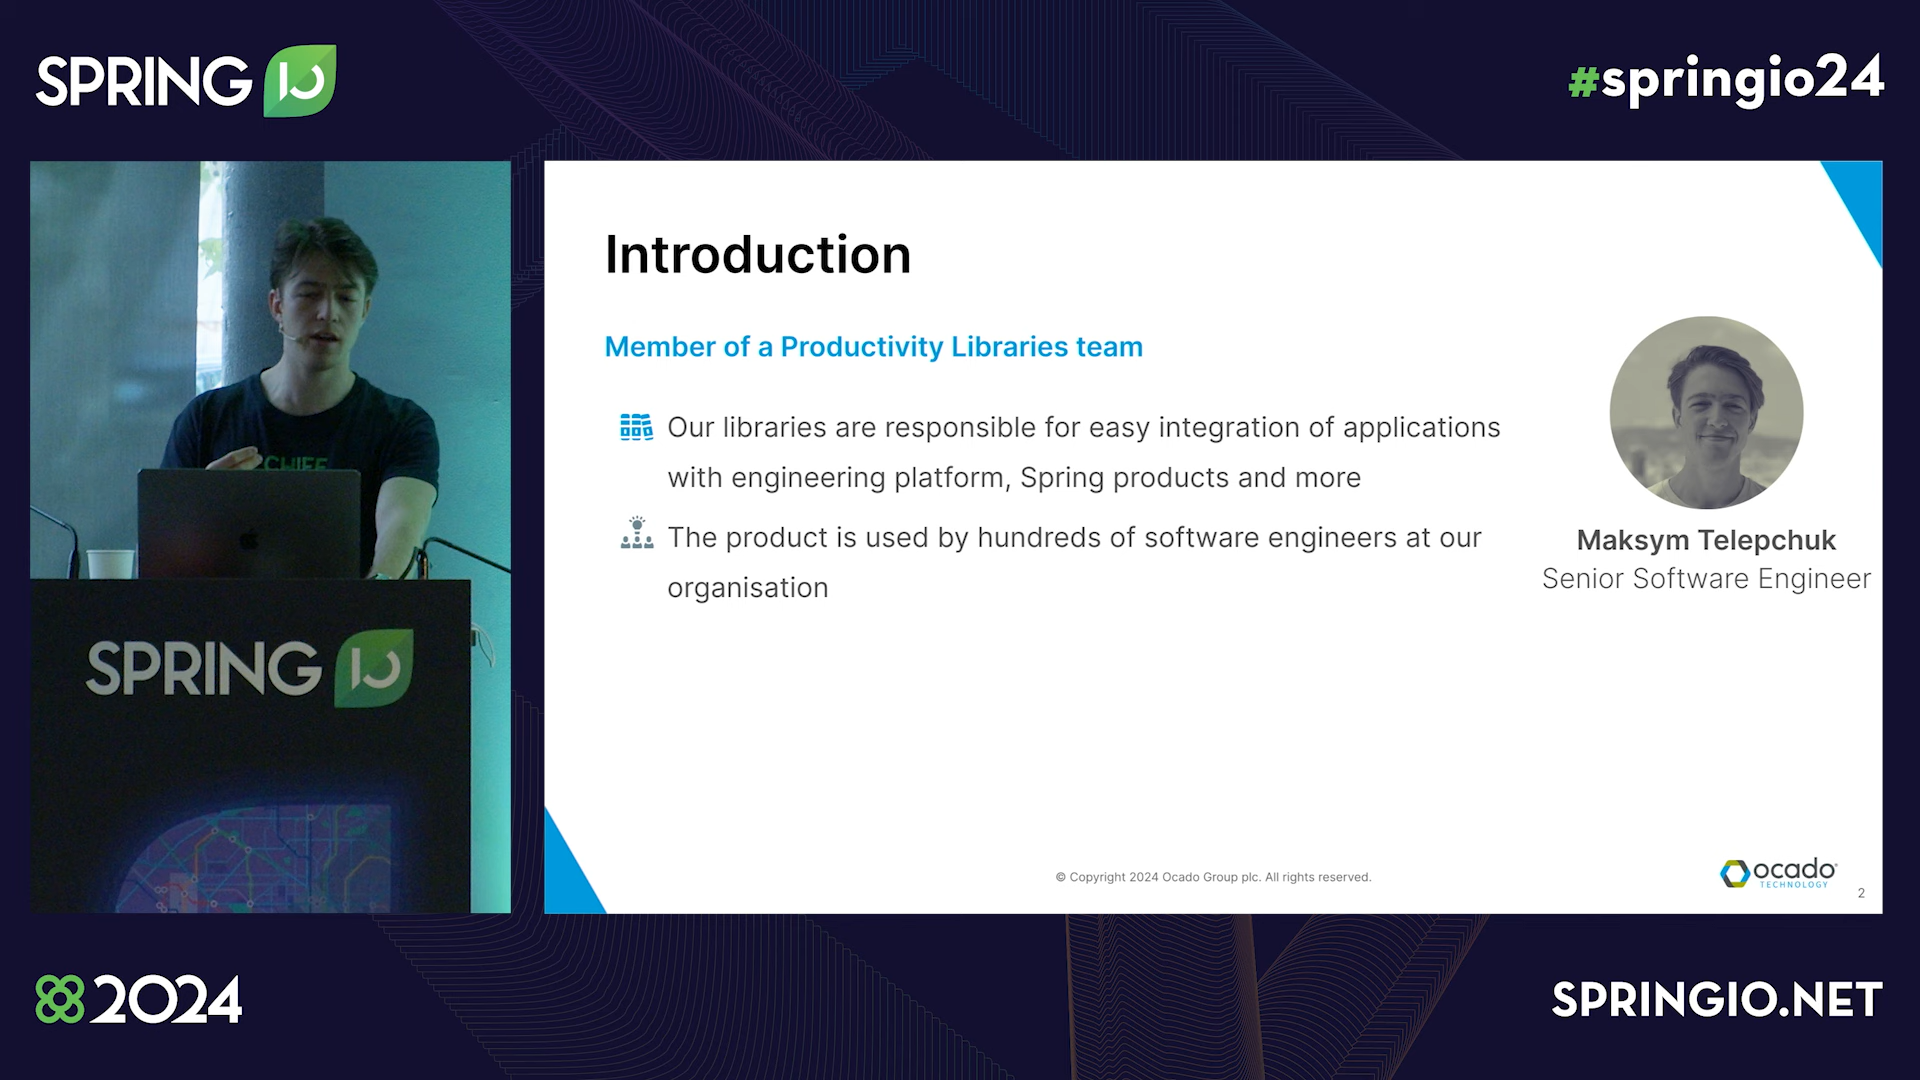 SPRING IO
#springio24
Introduction
Member of a Productivity Libraries team
Our libraries are responsible for easy integration of applications
with engineering platform, Spring products and more
The product is used by hundreds of software engineers at our
organisation
Maksym Telepchuk
Senior Software Engineer
© Copyright 2024 Ocado Group plc. All rights reserved.
ocado
TECHNOLOGY
2
CHIEF
SPRING IO
2024
SPRINGIO.NET